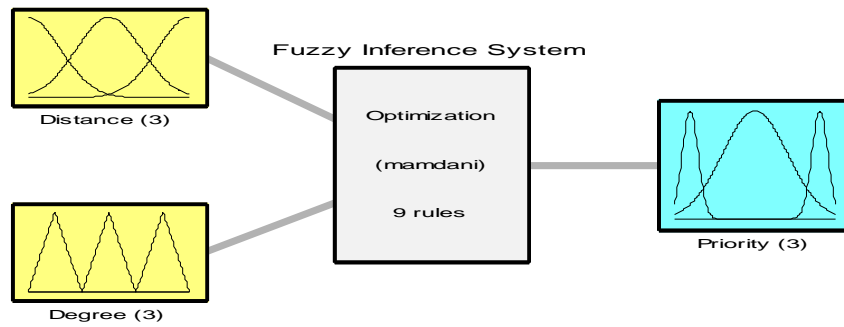 Fuzzy Inference System
Distance (3)
Optimization
(mamdani)
9 rules
Priority (3)
Degree (3)